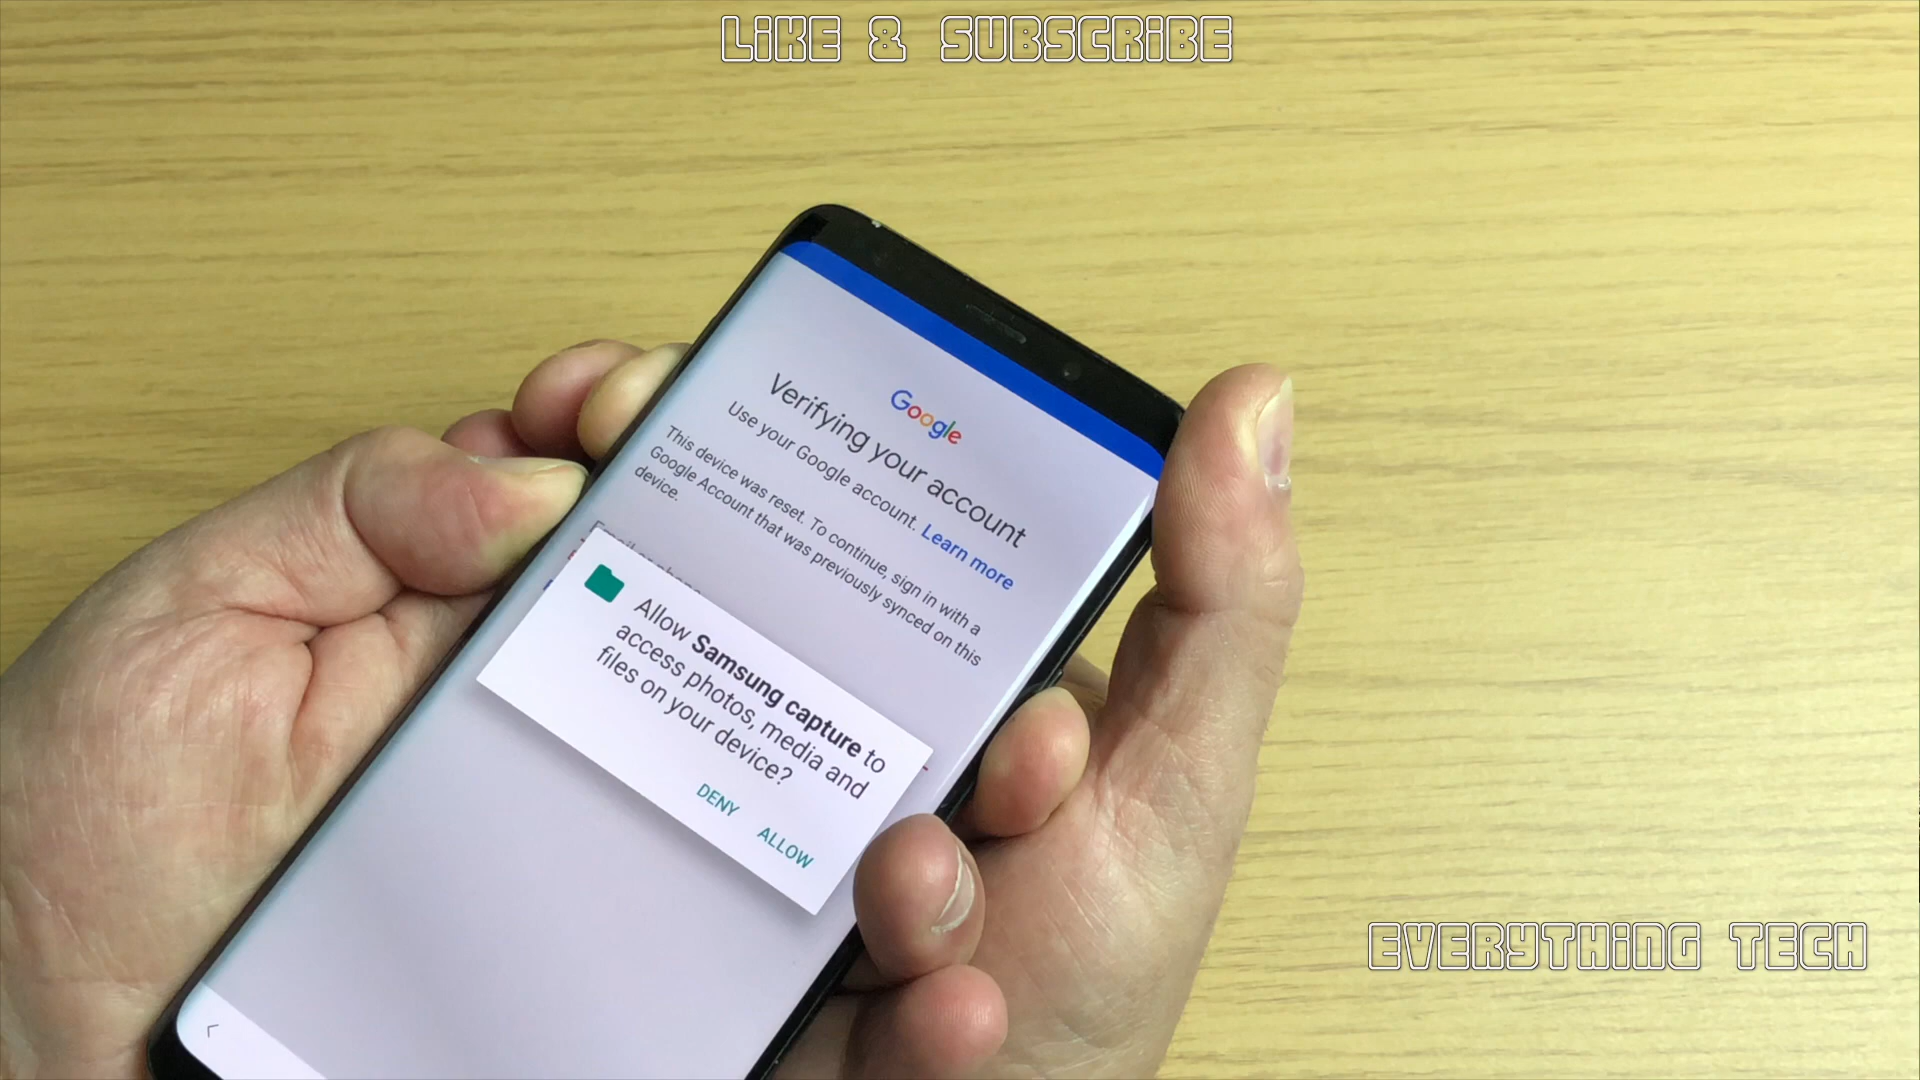 LIKE & SUBSCRIBE
Google
Verifying your account
Use your Google account. Learn more
This device was reset. To continue, sign in with a
Google Account that was previously synced on this
device.
Allow Samsung capture to
access photos, media and
files on your device?
DENY
ALLOW
EVERYTHING TECH